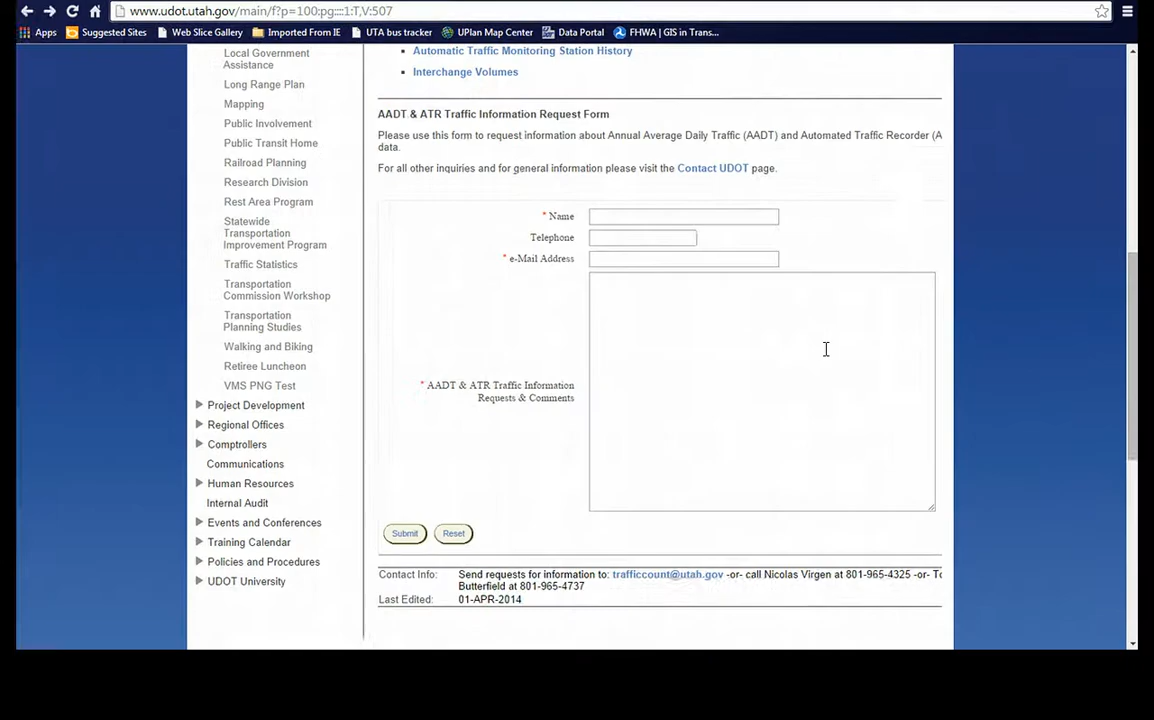 www.udot.utah.gov/main/f?p=100:pg::::1:T,V:507
Apps Suggested Sites Web Slice Gallery Imported From IE UTA bus tracker UPlan Map Center Data Portal FHWA | GIS in Trans...
Local Government
Assistance
Long Range Plan
Mapping
Public Involvement
Public Transit Home
Railroad Planning
Research Division
Rest Area Program
Statewide
Transportation
Improvement Program
Traffic Statistics
Transportation
Commission Workshop
Transportation
Planning Studies
Walking and Biking
Retiree Luncheon
VMS PNG Test
Project Development
Regional Offices
Comptrollers
Communications
Human Resources
Internal Audit
Events and Conferences
Training Calendar
Policies and Procedures
UDOT University
Automatic Traffic Monitoring Station History
Interchange Volumes
AADT & ATR Traffic Information Request Form
Please use this form to request information about Annual Average Daily Traffic (AADT) and Automated Traffic Recorder (A
data.
For all other inquiries and for general information please visit the Contact UDOT page.
* Name
Telephone
* e-Mail Address
* AADT & ATR Traffic Information
Requests & Comments
Submit Reset
Contact Info: Send requests for information to: trafficcount@utah.gov -or- call Nicolas Virgen at 801-965-4325 -or- To
Butterfield at 801-965-4737
Last Edited: 01-APR-2014